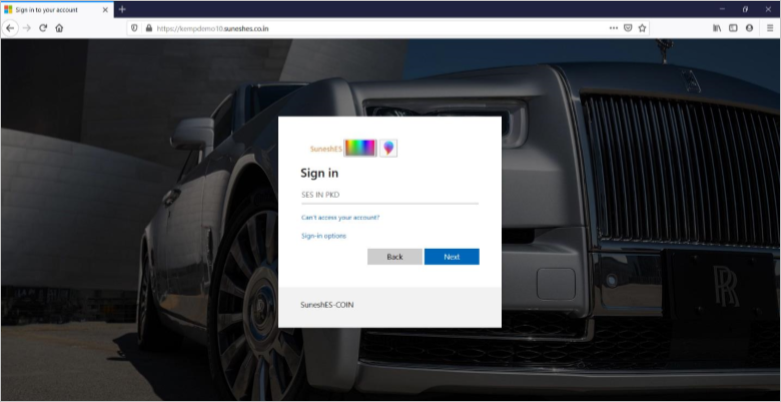 Sign in to your account
https://kempdemo10.suneshes.co.in
SuneshES
Sign in
SES IN PKD
Can't access your account?
Sign-in options
Back
Next
SuneshES-COIN
RR